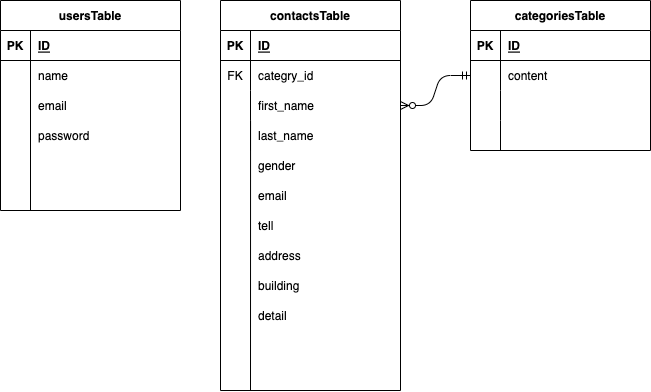 usersTable
PK ID
name
email
password
contactsTable
PK ID
FK categry_id
first_name
last_name
gender
email
tell
address
building
detail
categoriesTable
PK ID
content